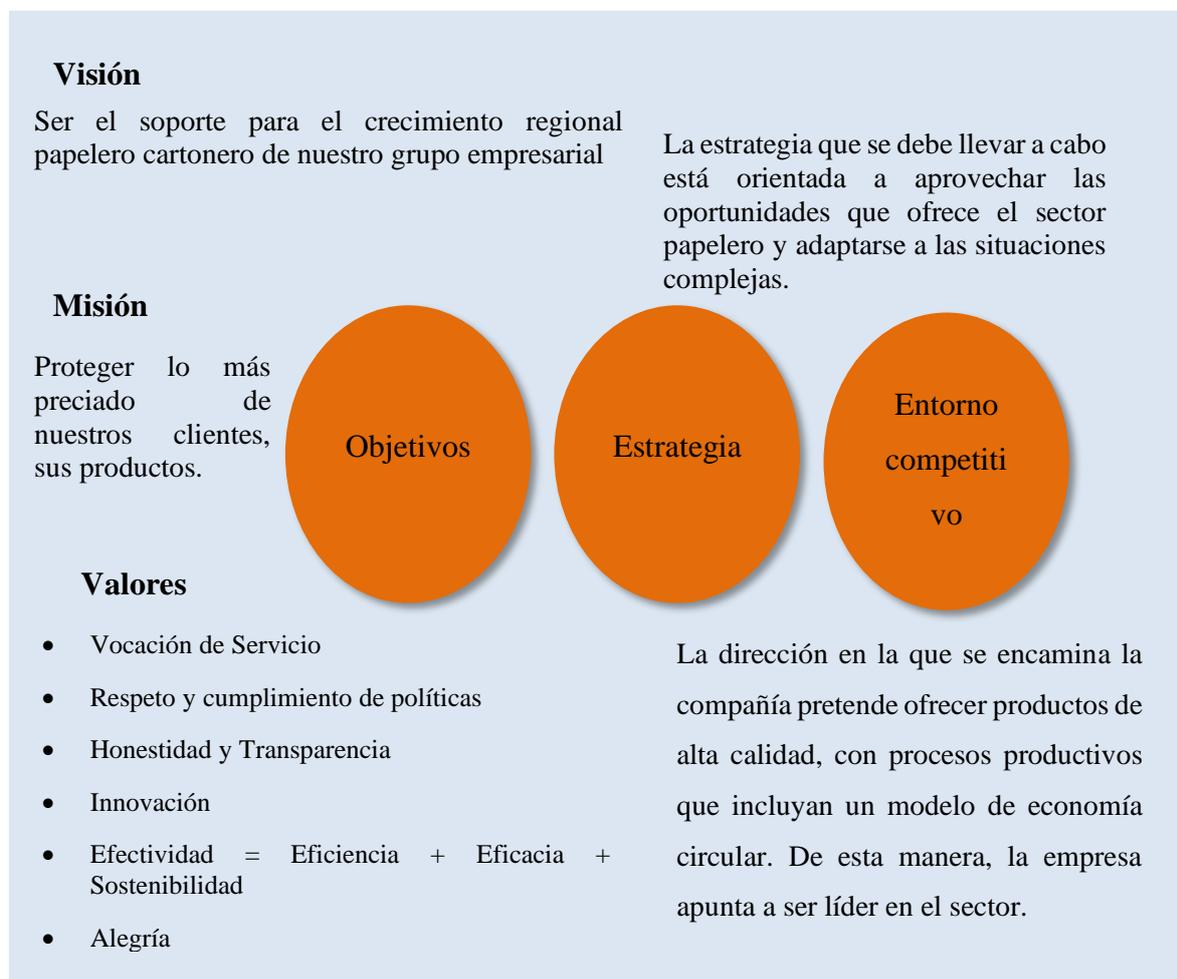 Visión
Ser el soporte para el crecimiento regional
papelero cartonero de nuestro grupo empresarial
La estrategia que se debe llevar a cabo
está orientada a aprovechar las
oportunidades que ofrece el sector
papelero y adaptarse a las situaciones
complejas.
Misión
Proteger lo más
preciado de
nuestros clientes,
sus productos.
Objetivos
Estrategia
Entorno
competiti
vo
Valores
• Vocación de Servicio
• Respeto y cumplimiento de políticas
• Honestidad y Transparencia
• Innovación
• Efectividad = Eficiencia + Eficacia +
Sostenibilidad
• Alegría
La dirección en la que se encamina la
compañía pretende ofrecer productos de
alta calidad, con procesos productivos
que incluyan un modelo de economía
circular. De esta manera, la empresa
apunta a ser líder en el sector.